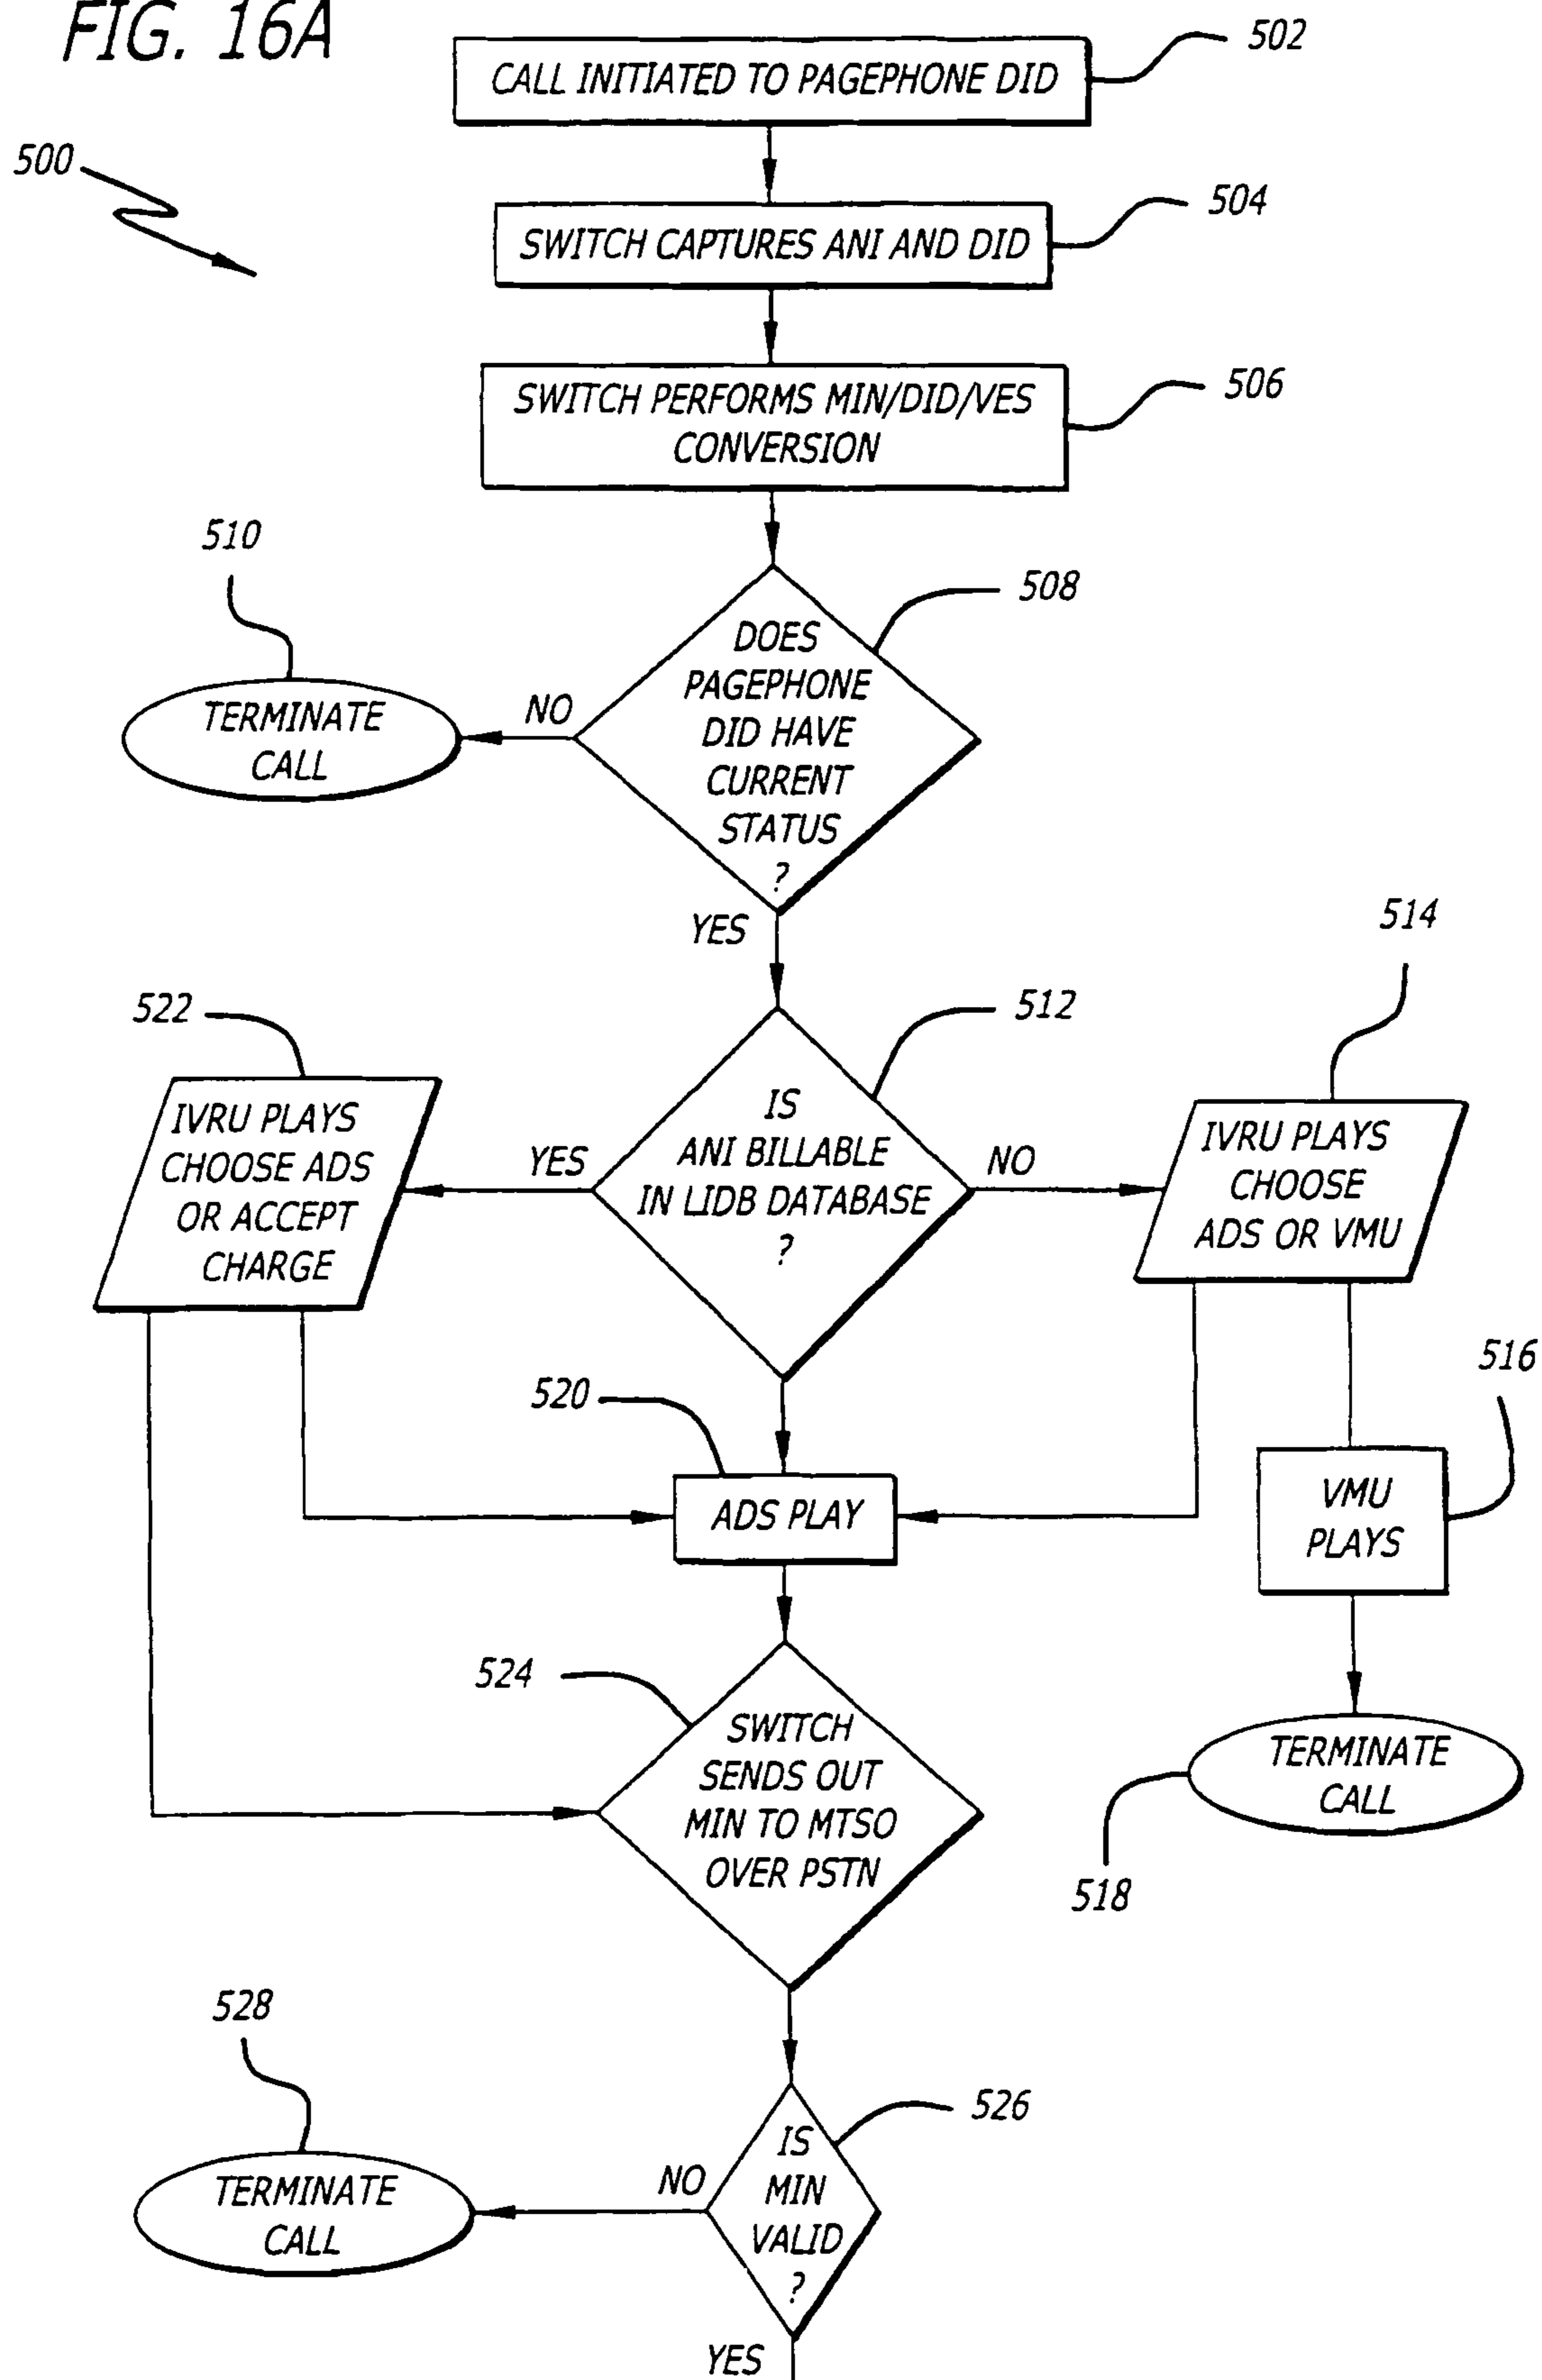 FIG. 16A
502
CALL INITIATED TO PAGEPHONE DID
500
504
SWITCH CAPTURES ANI AND DID
506
SWITCH PERFORMS MIN/DID/VES
CONVERSION
510
508
DOES
PAGEPHONE
DID HAVE
CURRENT
STATUS
?
NO
TERMINATE
CALL
YES
514
522
512
IVRU PLAYS
CHOOSE ADS
OR ACCEPT
CHARGE
YES
IS
ANI BILLABLE
IN LIDB DATABASE
?
NO
IVRU PLAYS
CHOOSE
ADS OR VMU
516
520
ADS PLAY
VMU
PLAYS
524
SWITCH
SENDS OUT
MIN TO MTSO
OVER PSTN
TERMINATE
CALL
518
528
526
IS
MIN
VALID
?
NO
TERMINATE
CALL
YES